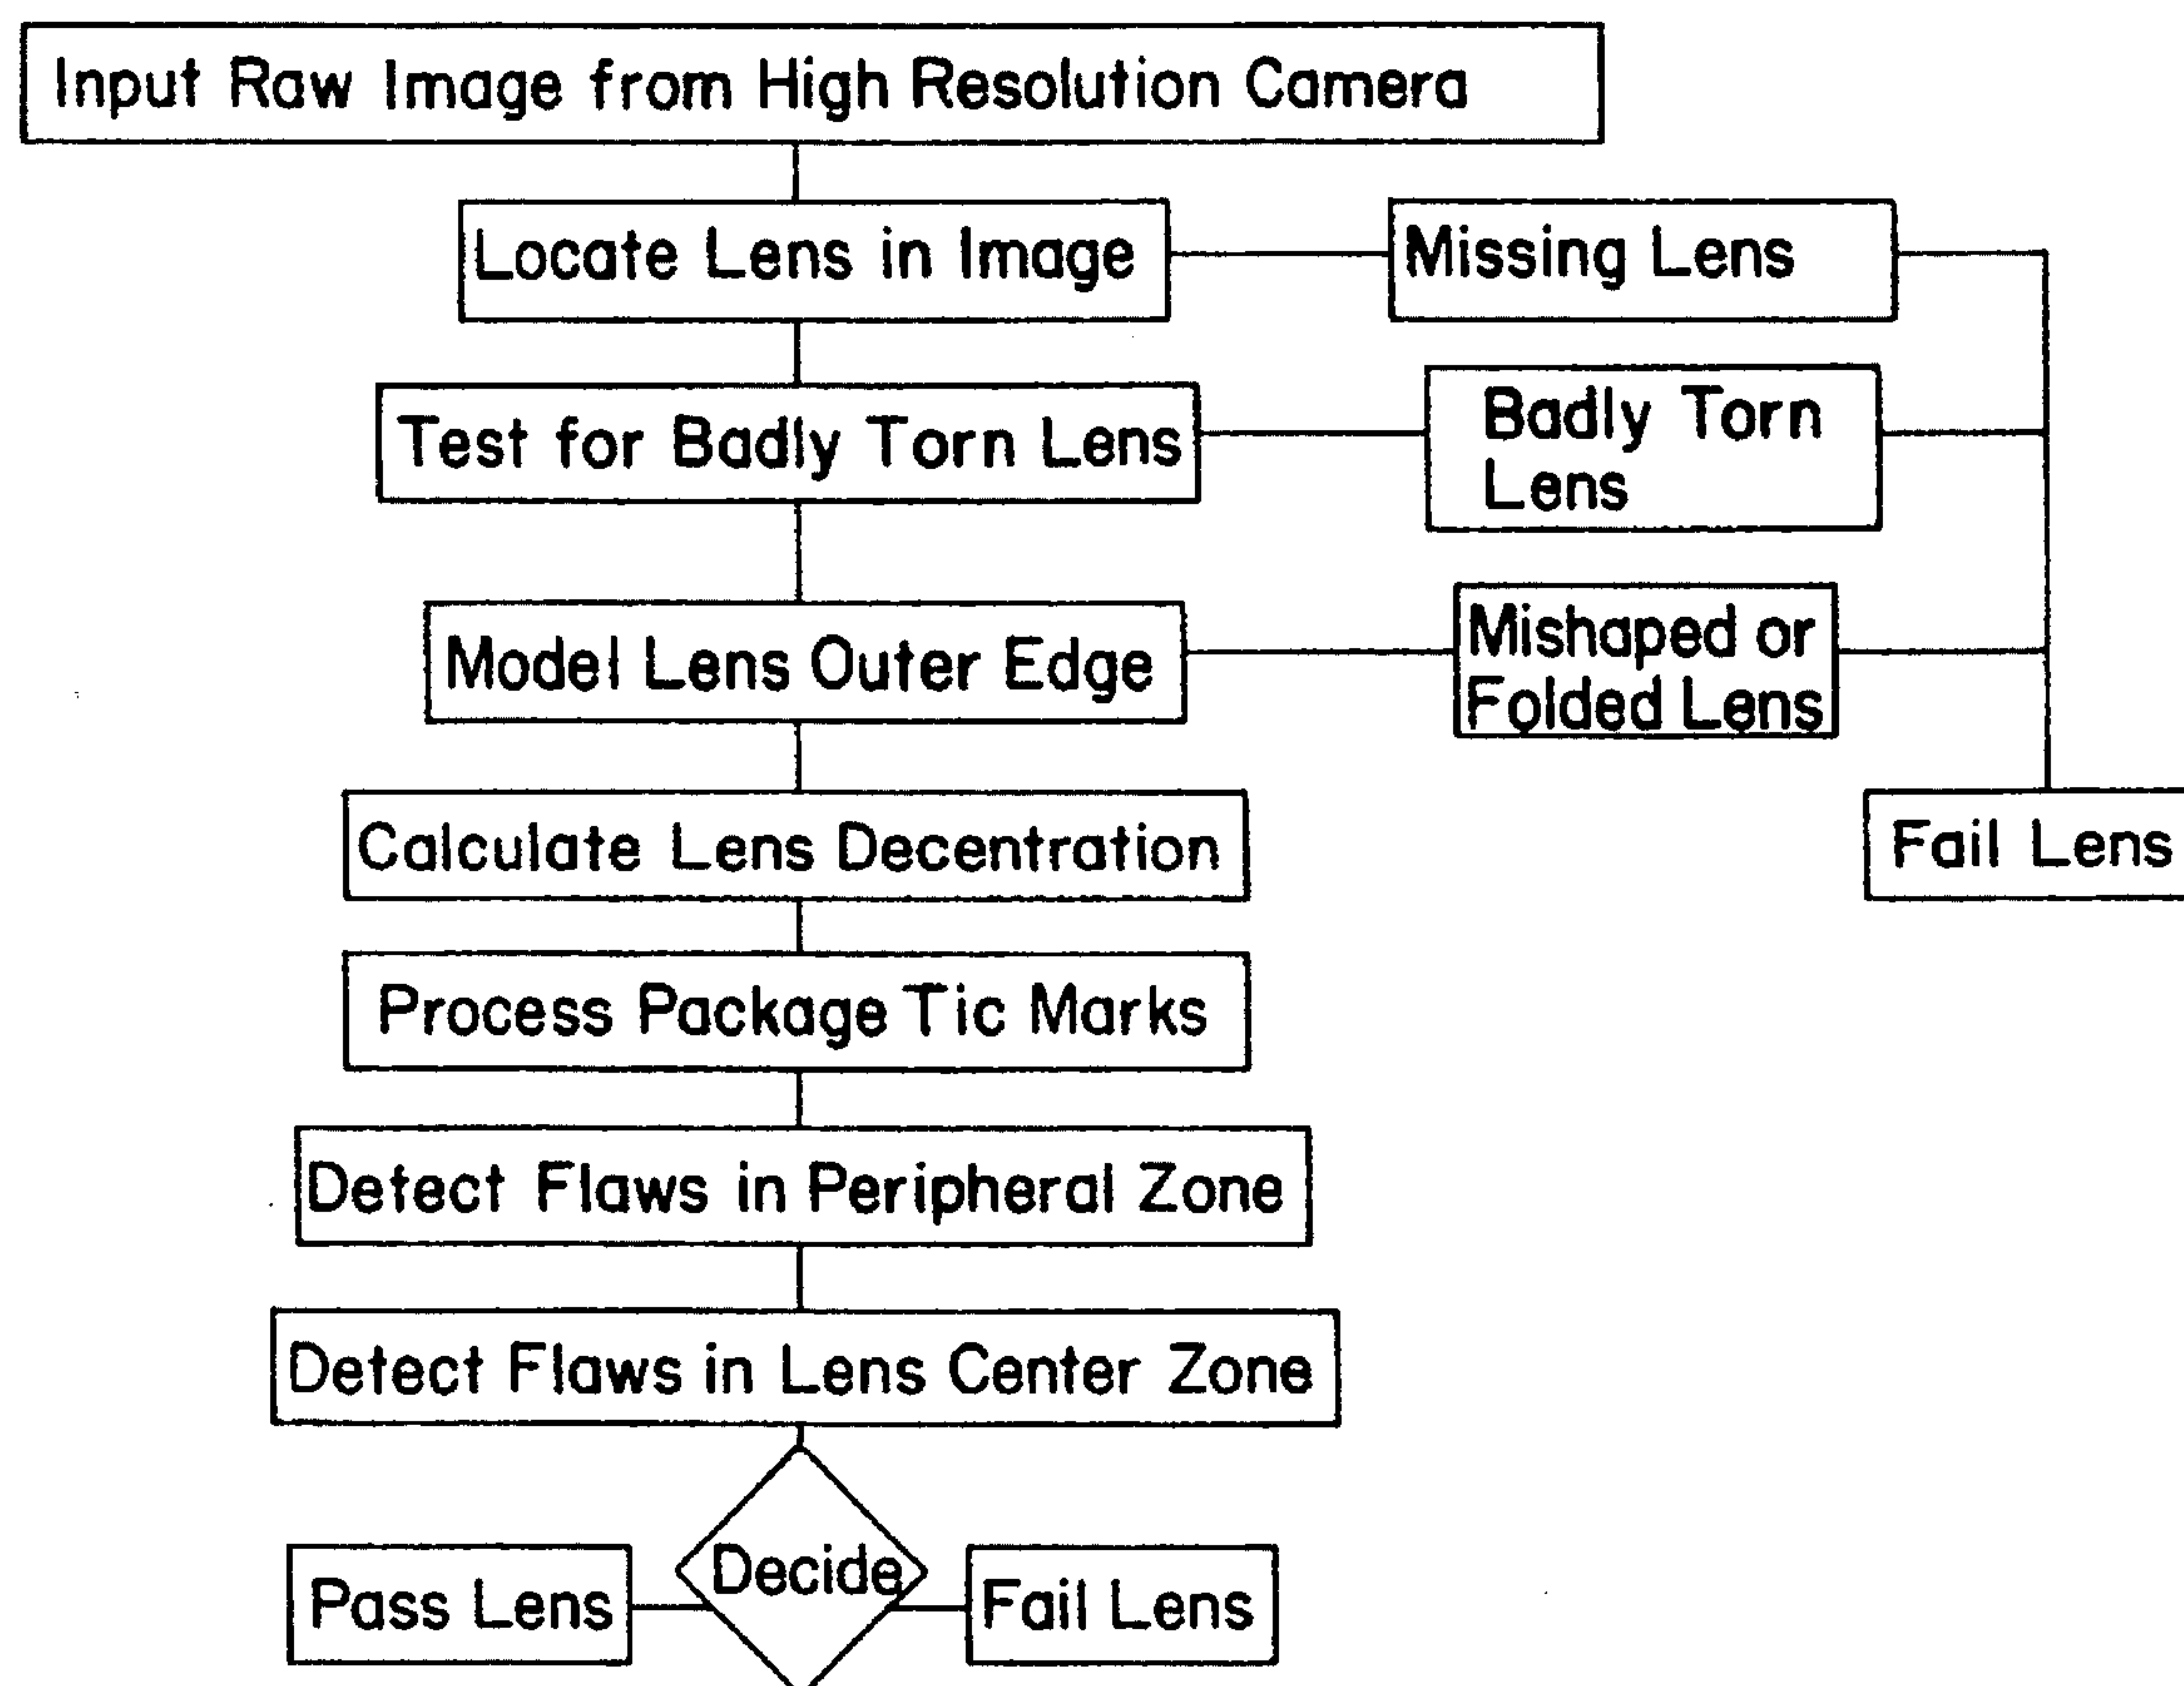 Input Raw Image from High Resolution Camera
Locate Lens in Image
Missing Lens
Test for Badly Torn Lens
Badly Torn
Lens
Model Lens Outer Edge
Mishaped or
Folded Lens
Calculate Lens Decentration
Fail Lens
Process Package Tic Marks
Detect Flaws in Peripheral Zone
Detect Flaws in Lens Center Zone
Decide
Pass Lens
Fail Lens